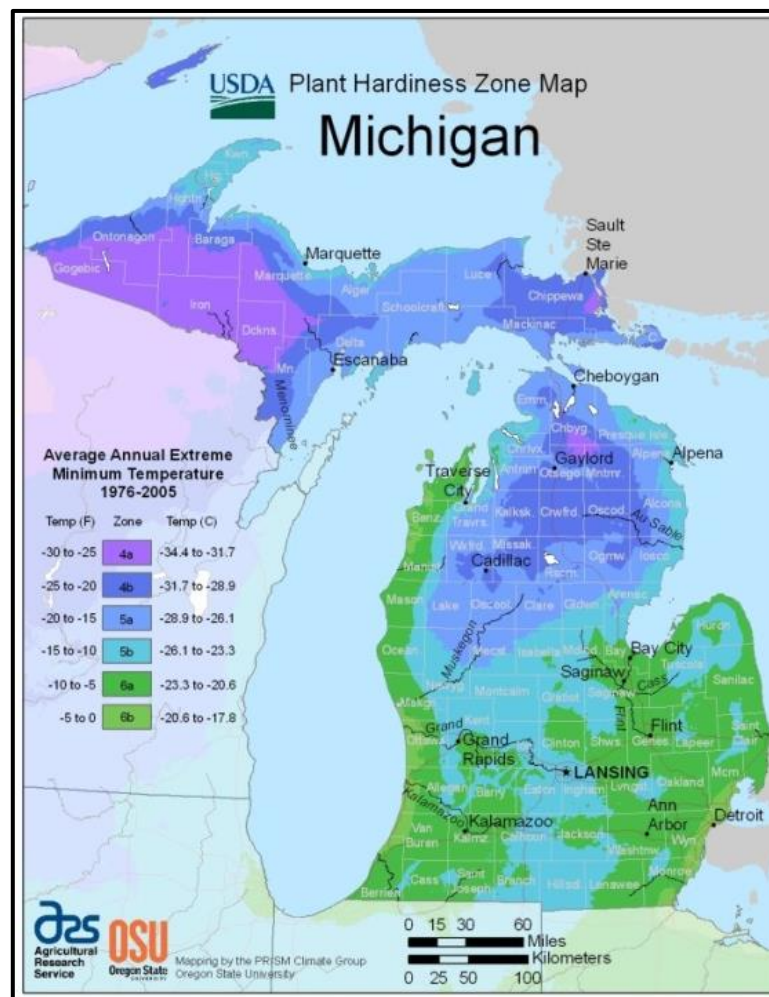 USDA
Plant Hardiness Zone Map
Michigan
Kwn.
Hg.
Hghtn.
Ontonagon
Baraga
Marquette
Sault
Ste
Marie
Gogebic
Marquette
Alger
Luce
Chippewa
Iron
Schoolcraft
Mackinac
Dckns.
Delta
Mn.
Escanaba
Menominee
Cheboygan
Emm.
Chbyg
Presque Isle
Average Annual Extreme
Minimum Temperature
1976-2005
Temp (F) Zone Temp (C)
-30 to -25 4a -34.4 to -31.7
-25 to -20 4b -31.7 to -28.9
-20 to -15 5a -28.9 to -26.1
-15 to -10 5b -26.1 to -23.3
-10 to -5 6a -23.3 to -20.6
-5 to 0 6b -20.6 to -17.8
Chrlvx.
Alpena
Traverse
City
Antrim
Gaylord
Otsego
Mntmr.
Alcona
Benz.
Grand
Travrs.
Kalksk.
Crwfrd.
Oscod.
Au Sable
Wxfrd.
Missak.
Ogmw.
Iosco
Cadillac
Mason
Lake
Osceol.
Clare
Gldwn.
Arenac
Huron
Ocean
Muskegon
Mecst.
Isabella
Bay
Bay City
Tuscola
Saginaw
Cass
Sanilac
Montcalm
Gratiot
Saginaw
Flint
Grand
Kent
Flint
Saint
Clair
Ottawa
Grand
Rapids
Clinton
Shws.
Genes
Lapeer
LANSING
Mcm.
Allegan
Barry
Eaton
Ingham
Lvngst.
Oakland
Kalamazoo
Kalamazoo
Ann
Arbor
Detroit
Van
Buren
Kalmz.
Calhoun
Jackson
Washtnw.
Wyn.
Berrien
Cass
Saint
Joseph
Branch
Hillsd.
Lenawee
Monroe
ars
Agricultural
Research
Service
OSU
Oregon State
UNIVERSITY
Mapping by the PRISM Climate Group
Oregon State University
0 15 30 60
Miles
Kilometers
0 25 50 100